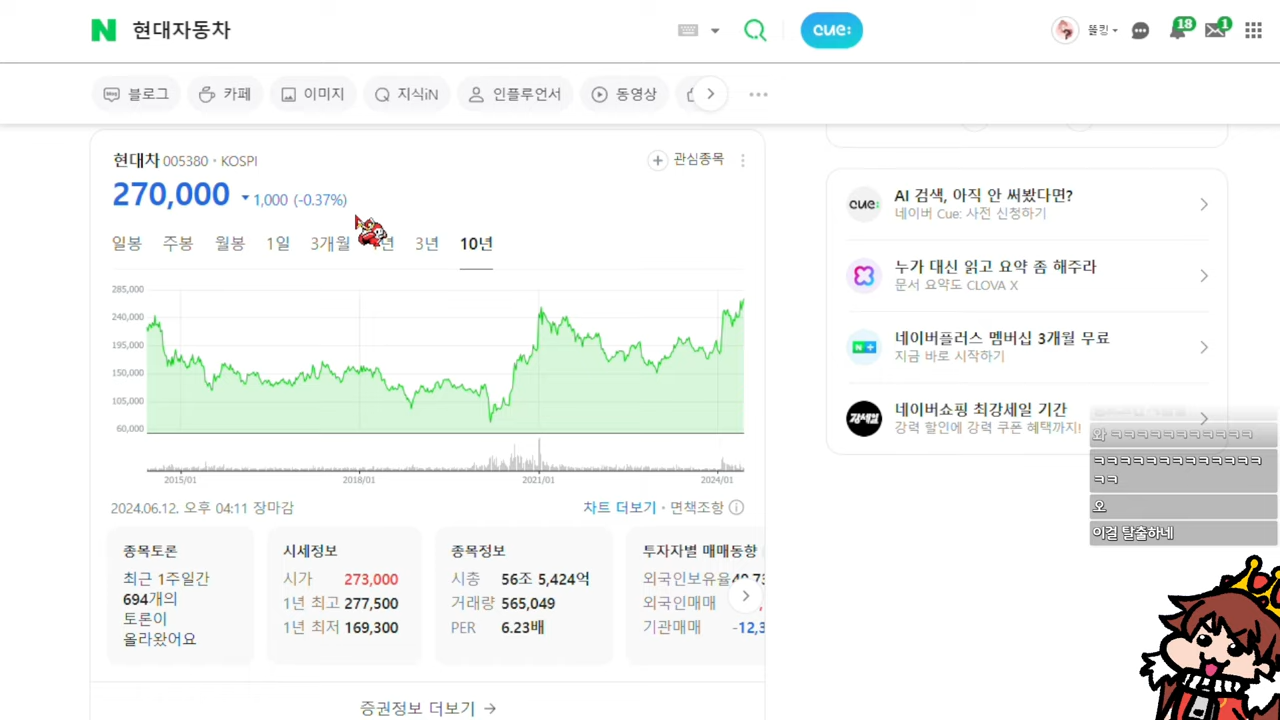 N 현대자동차
cue:
뜰킹
18
1
블로그
카페
이미지
지식iN
인플루언서
동영상
현대차 005380 · KOSPI
관심종목
270,000 ▼ 1,000 (-0.37%)
일봉 주봉 월봉 1일 3개월 년 3년 10년
285,000
240,000
195,000
150,000
105,000
60,000
2015/01 2018/01 2021/01 2024/01
2024.06.12. 오후 04:11 장마감
차트 더보기 · 면책조항
종목토론
최근 1주일간
694개의
토론이
올라왔어요
시세정보
시가 273,000
1년 최고 277,500
1년 최저 169,300
종목정보
시총 56조 5,424억
거래량 565,049
PER 6.23배
투자자별 매매동향
외국인보유율
외국인매매
기관매매 -12,3
증권정보 더보기 →
cue:
AI 검색, 아직 안 써봤다면?
네이버 Cue: 사전 신청하기
누가 대신 읽고 요약 좀 해주라
문서 요약도 CLOVA X
N +
네이버플러스 멤버십 3개월 무료
지금 바로 시작하기
강세일
네이버쇼핑 최강세일 기간
강력 할인에 강력 쿠폰 혜택까지!
와 ㅋㅋㅋㅋㅋㅋㅋㅋㅋㅋㅋ
ㅋㅋㅋㅋㅋㅋㅋㅋㅋㅋㅋㅋㅋ
ㅋㅋ
오
이걸 탈출하네